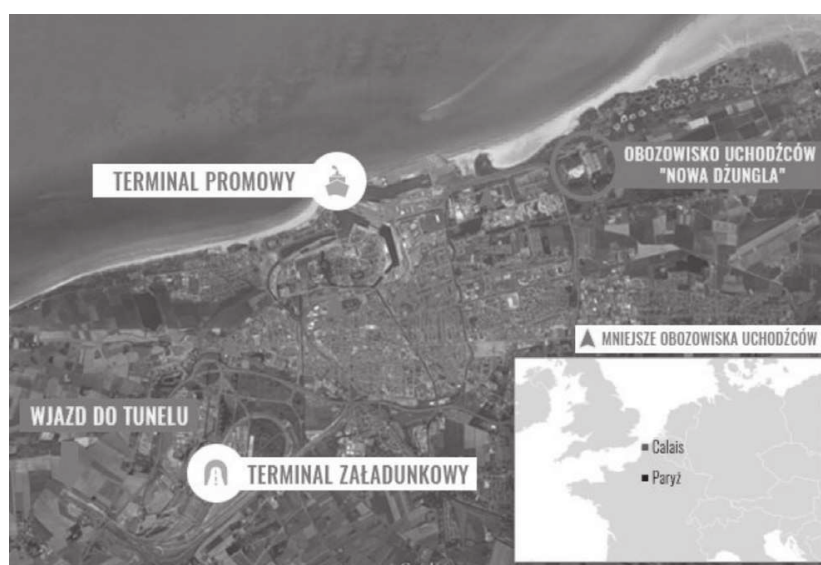 TERMINAL PROMOWY
OBOZOWISKO UCHODŹCÓW
"NOWA DŻUNGLA"
MNIEJSZE OBOZOWISKA UCHODŹCÓW
WJAZD DO TUNELU
TERMINAL ZAŁADUNKOWY
Calais
Paryż